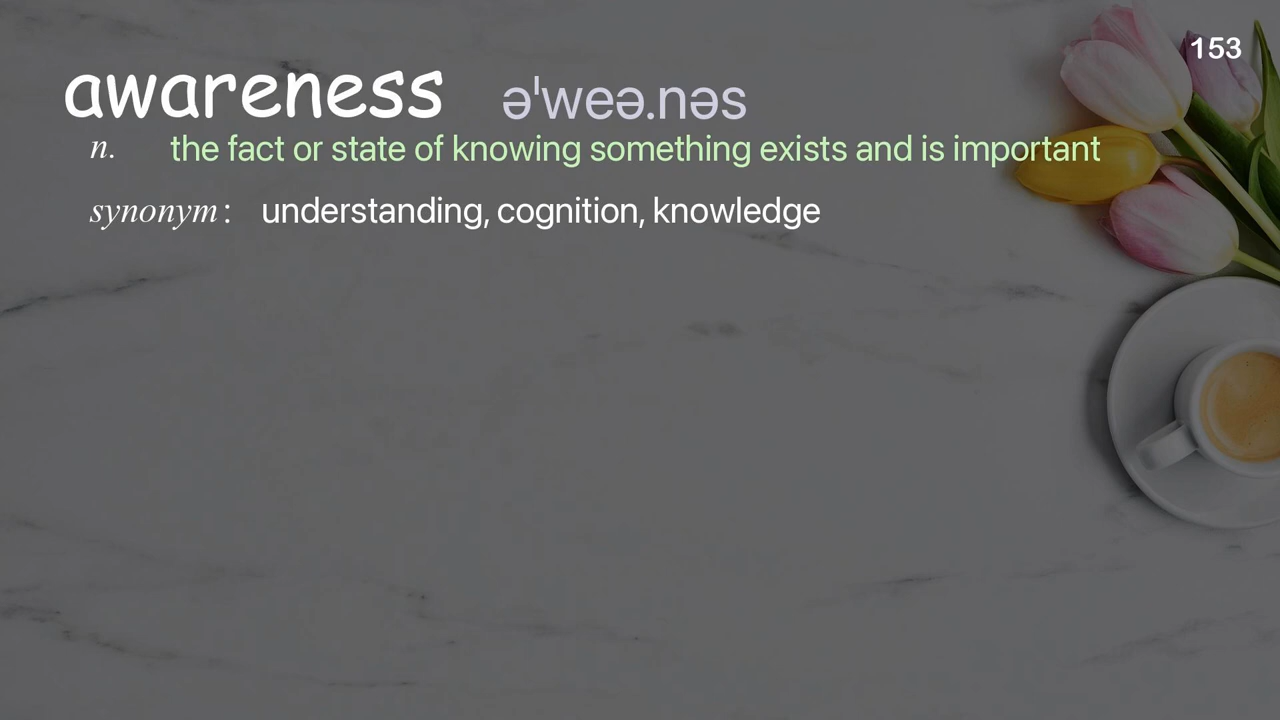 153
awareness əˈweə.nəs
n. the fact or state of knowing something exists and is important
synonym: understanding, cognition, knowledge